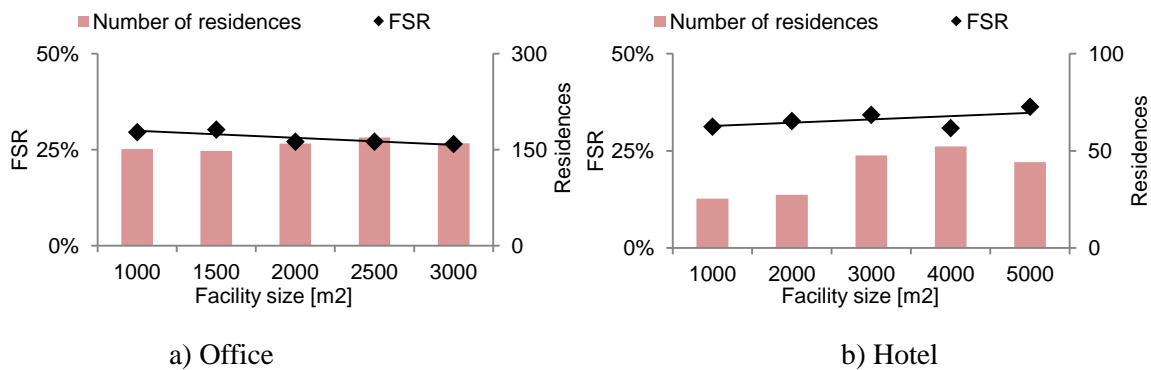 Number of residences FSR
50%
25%
0%
FSR
300
150
0
Residences
1000 1500 2000 2500 3000
Facility size [m2]
a) Office
Number of residences FSR
50%
25%
0%
FSR
100
50
0
Residences
1000 2000 3000 4000 5000
Facility size [m2]
b) Hotel